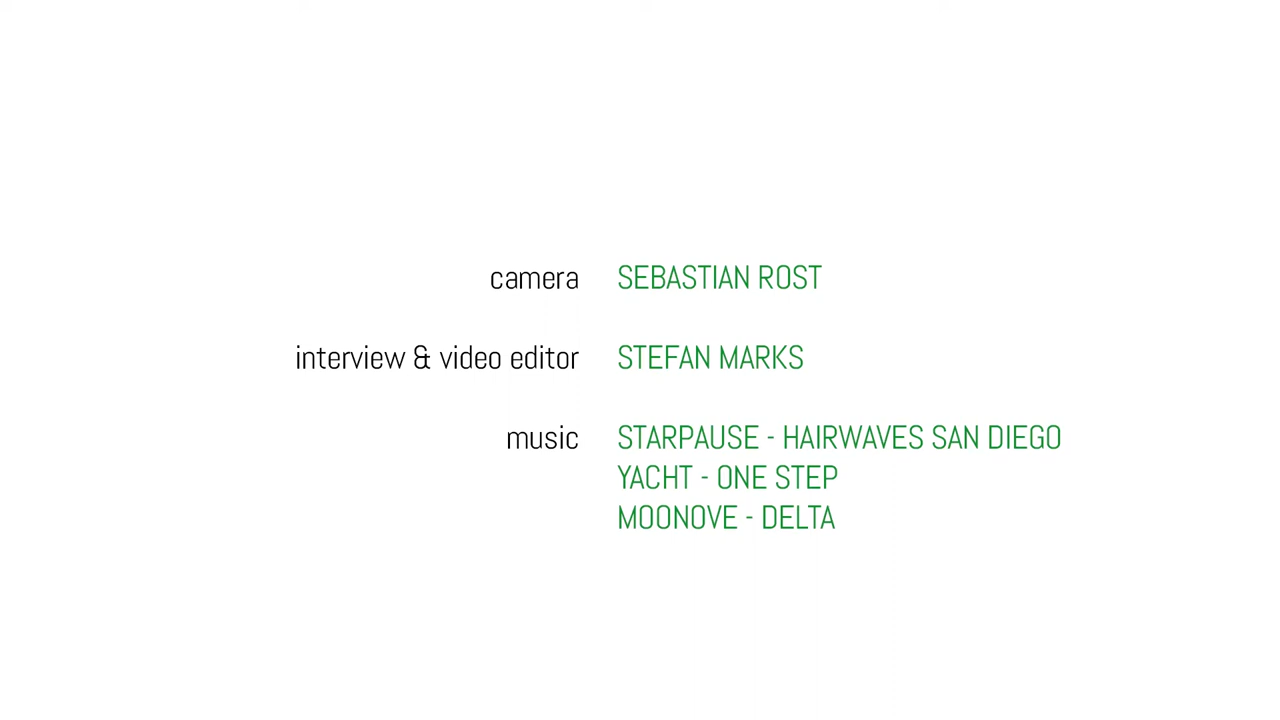 camera SEBASTIAN ROST
interview & video editor STEFAN MARKS
music STARPAUSE - HAIRWAVES SAN DIEGO
YACHT - ONE STEP
MOONOVE - DELTA